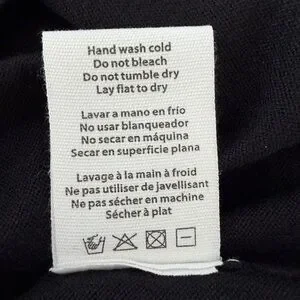 Hand wash cold
Do not bleach
Do not tumble dry
Lay flat to dry
Lavar a mano en frío
No usar blanqueador
No secar en máquina
Secar en superficie plana
Lavage à la main à froid
Ne pas utiliser de javellisant
Ne pas sécher en machine
Sécher à plat